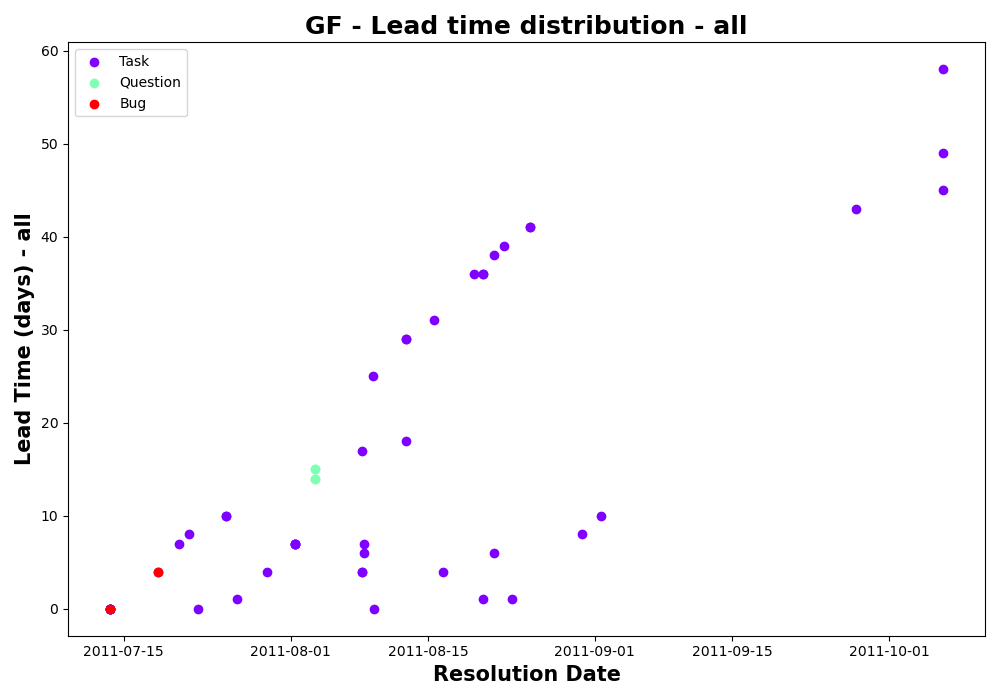 GF - Lead time distribution - all
Task
Question
Bug
60
50
40
30
20
10
0
Lead Time (days) - all
2011-07-15 2011-08-01 2011-08-15 2011-09-01 2011-09-15 2011-10-01
Resolution Date